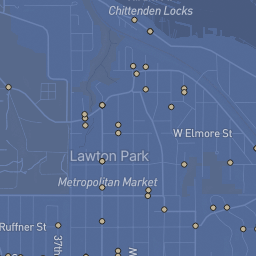 Chittenden Locks
W Elmore St
Lawton Park
Metropolitan Market
Ruffner St
37th
W